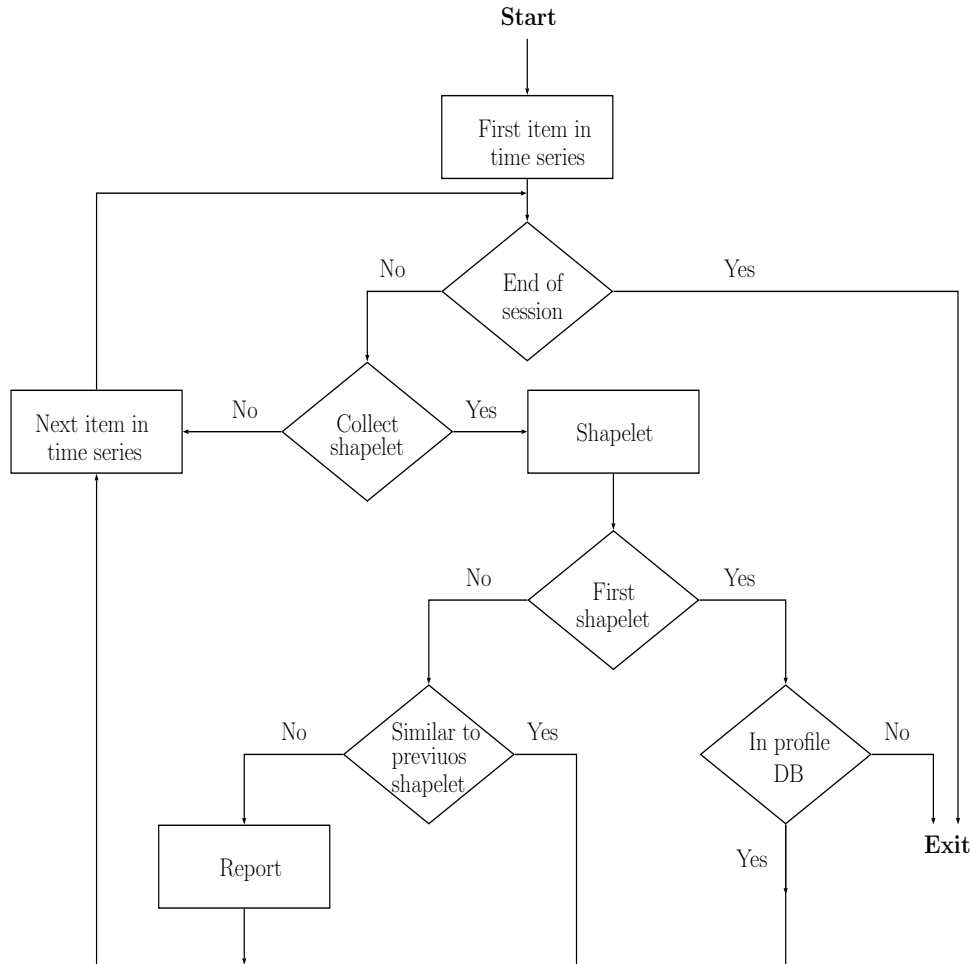 Start
First item in
time series
No
Yes
End of
session
No
Yes
Next item in
time series
Collect
shapelet
Shapelet
No
Yes
First
shapelet
No
Similar to
previuos
shapelet
Yes
In profile
DB
No
Exit
Report
Yes